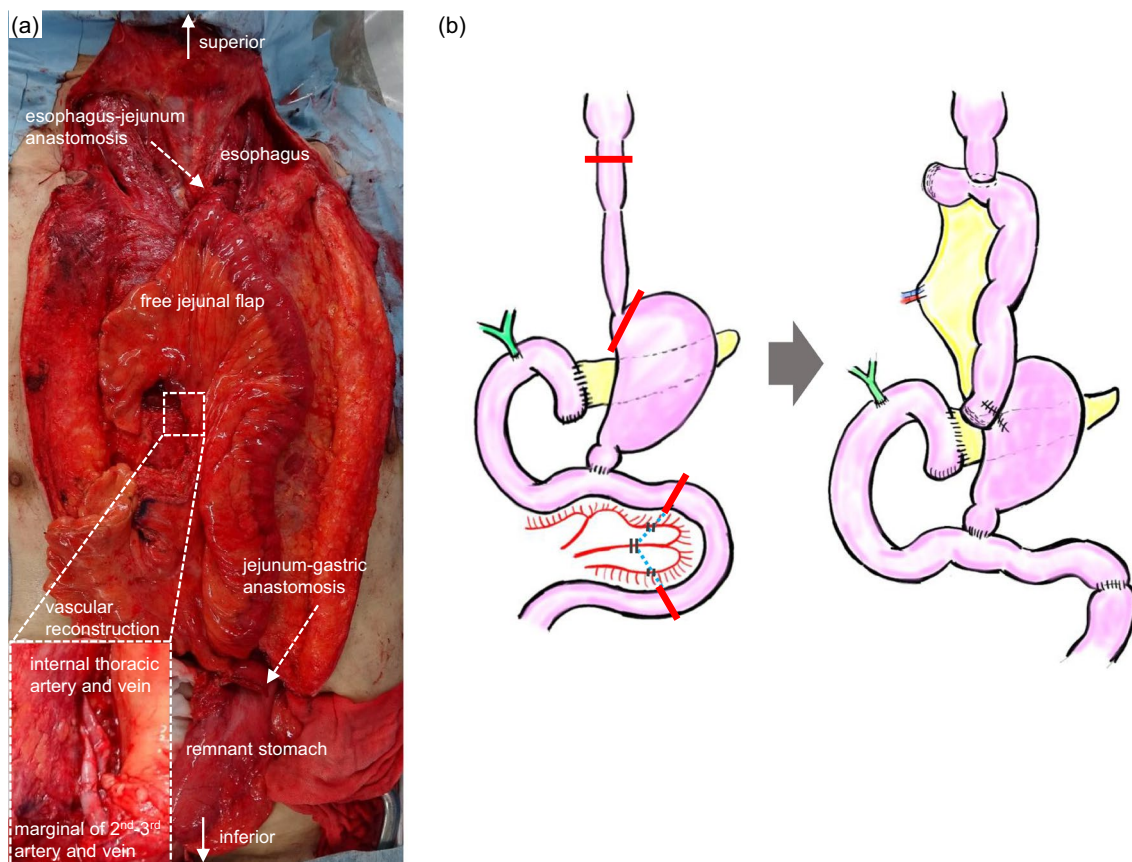 (a)
superior
esophagus-jejunum
anastomosis
esophagus
free jejunal flap
jejunum-gastric
anastomosis
vascular
reconstruction
internal thoracic
artery and vein
remnant stomach
marginal of 2nd-3rd
artery and vein
inferior
(b)